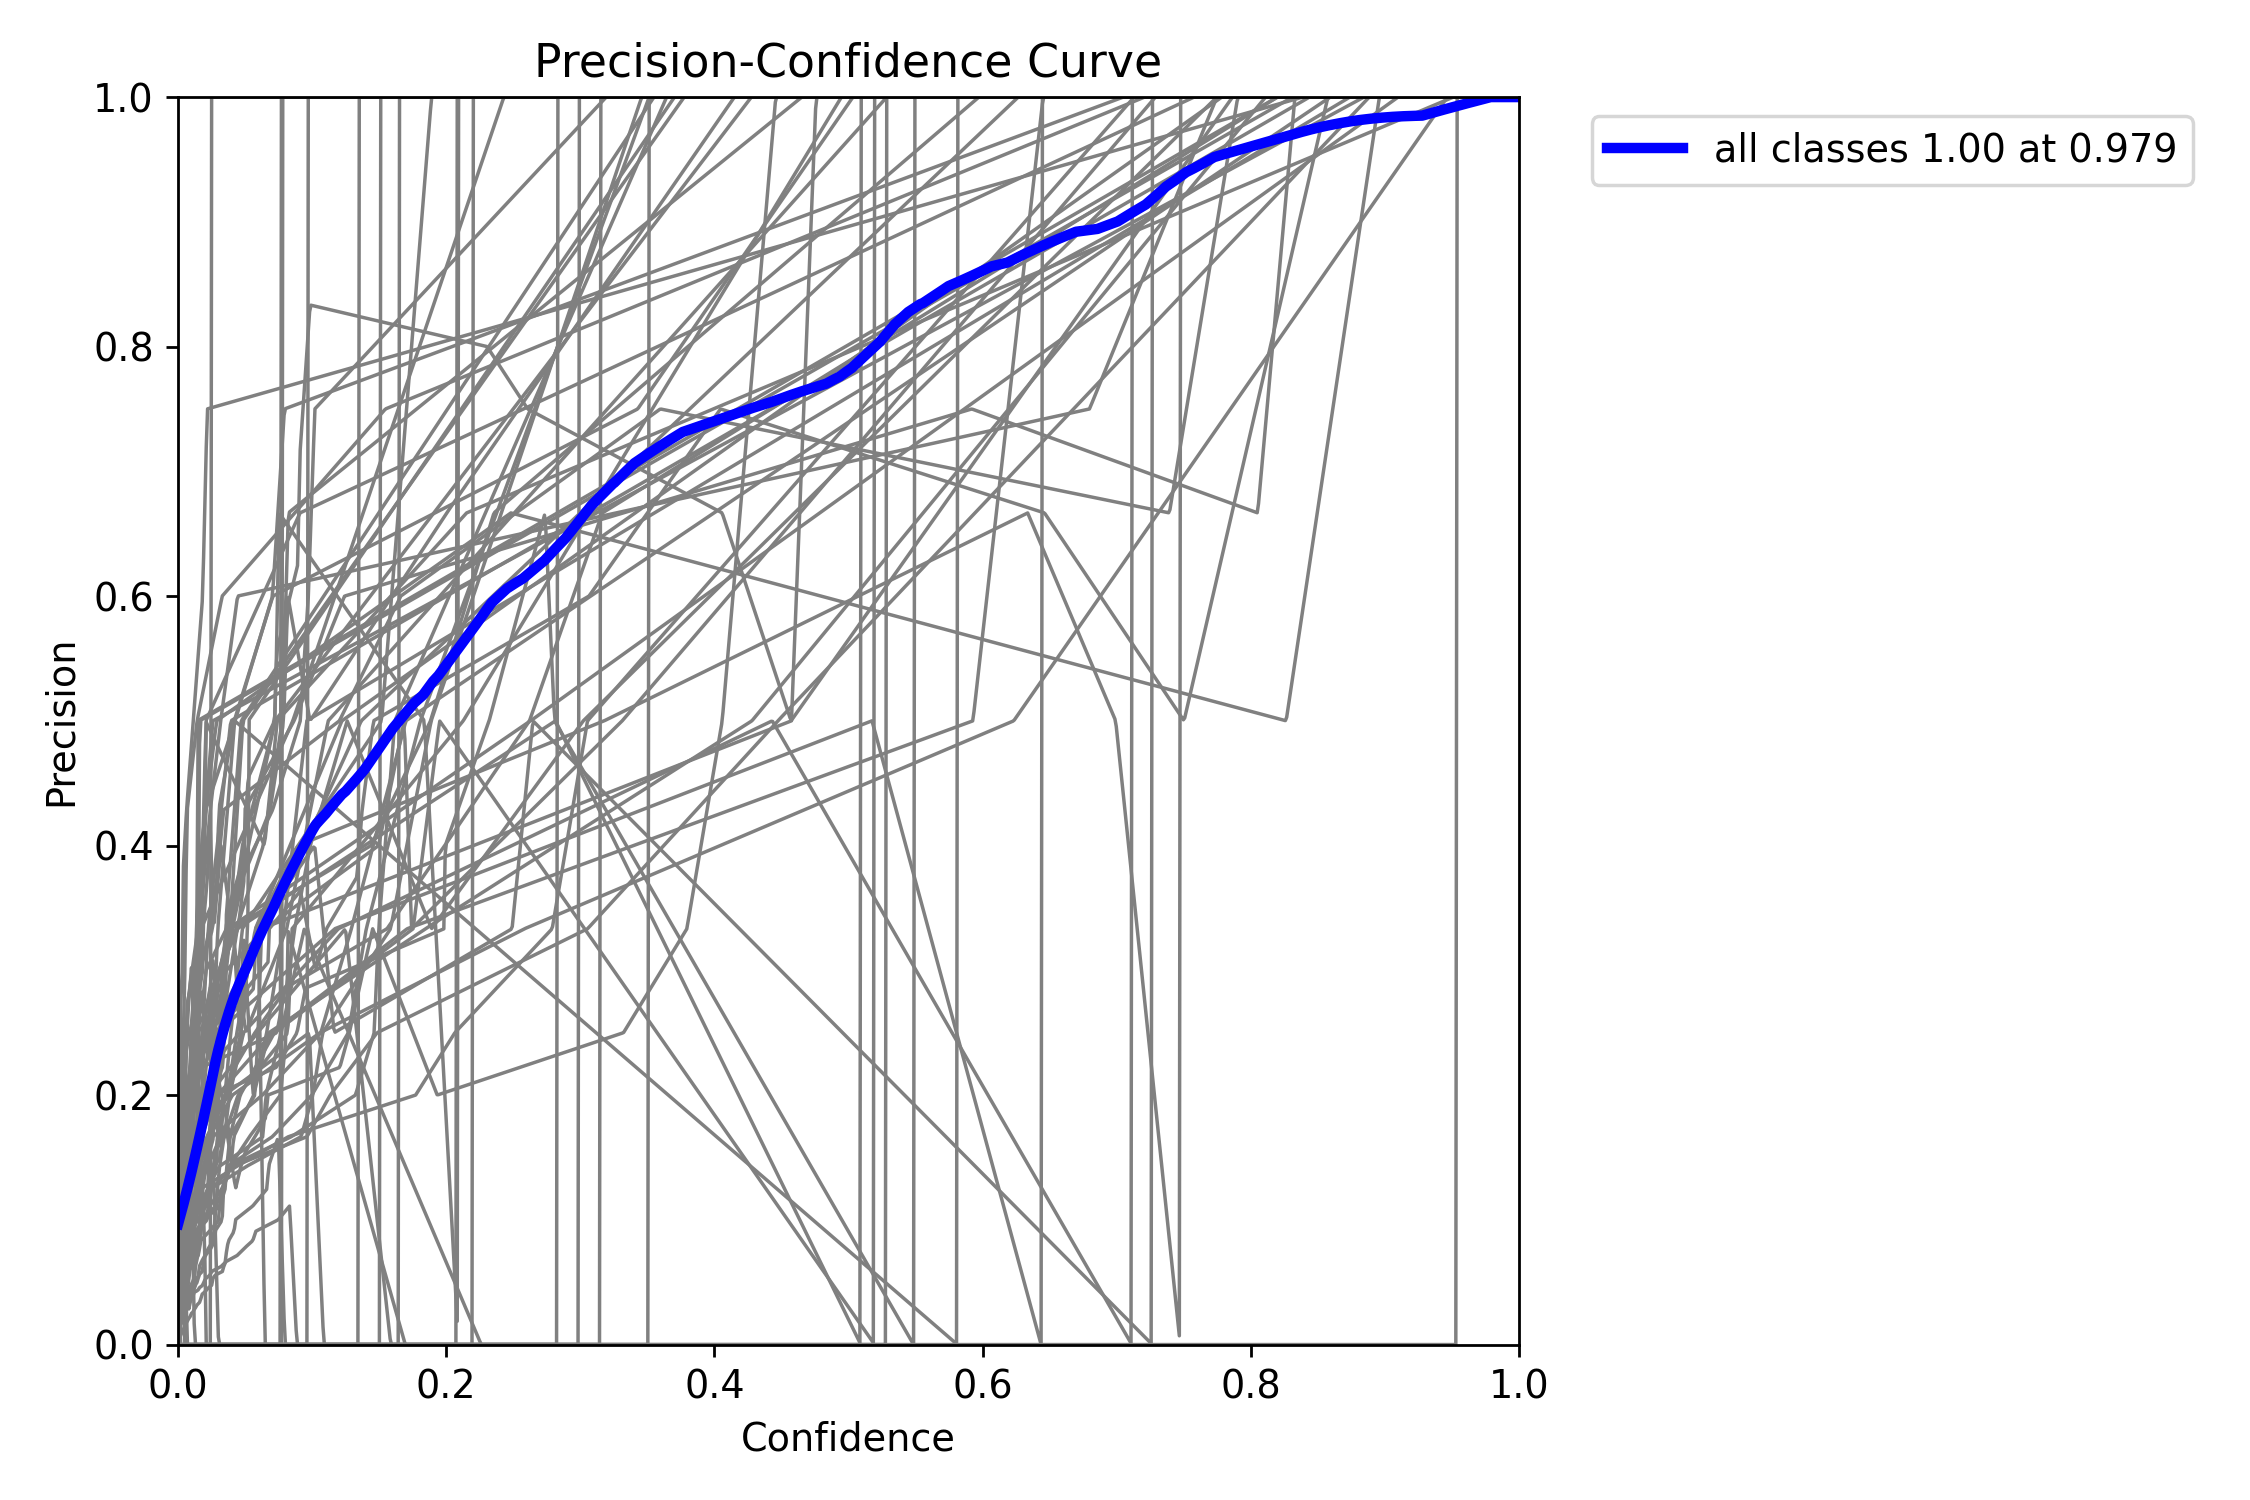 Precision-Confidence Curve
all classes 1.00 at 0.979
1.0
0.8
0.6
0.4
0.2
0.0
Precision
0.0 0.2 0.4 0.6 0.8 1.0
Confidence